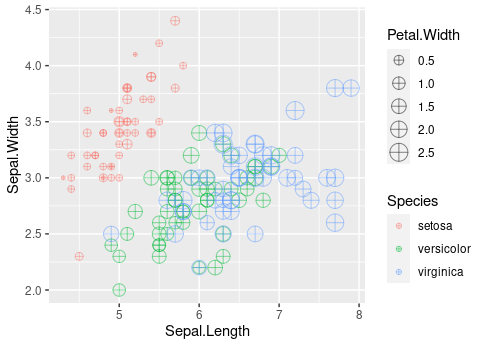 4.5
4.0
3.5
3.0
2.5
2.0
Sepal.Width
5
6
7
8
Sepal.Length
Petal.Width
0.5
1.0
1.5
2.0
2.5
Species
setosa
versicolor
virginica